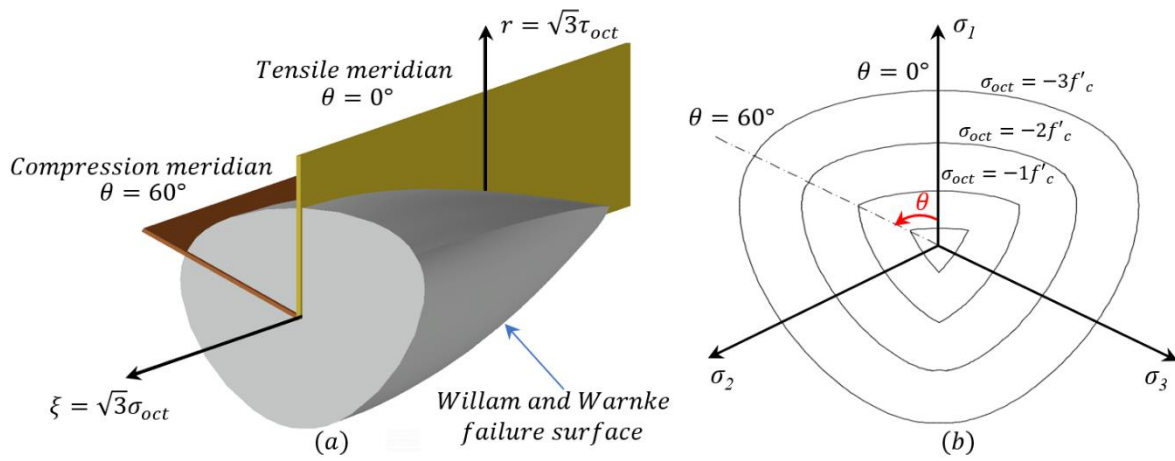 r = √3τ_oct
Tensile meridian
θ = 0°
Compression meridian
θ = 60°
ξ = √3σ_oct
Willam and Warnke
failure surface
(a)
σ_1
θ = 0°
σ_oct = −3f'_c
θ = 60°
σ_oct = −2f'_c
σ_oct = −1f'_c
θ
σ_2
σ_3
(b)